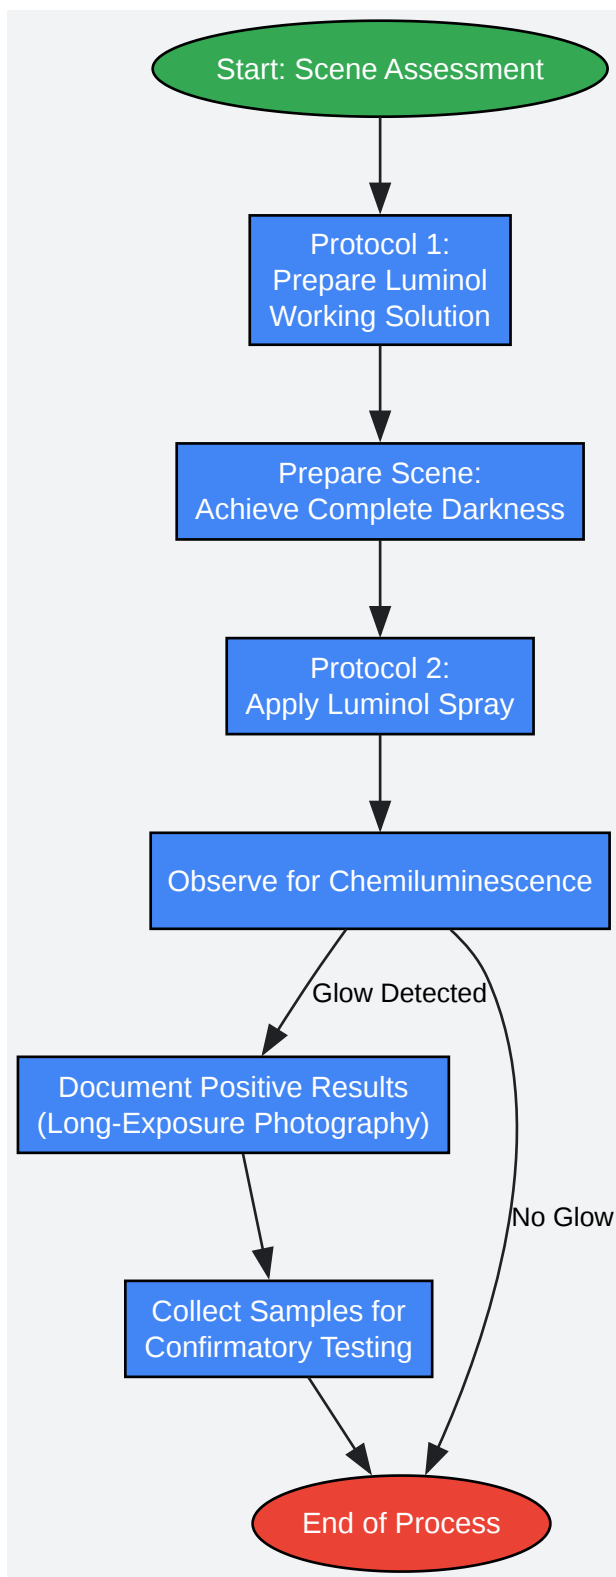 Start: Scene Assessment
Protocol 1:
Prepare Luminol
Working Solution
Prepare Scene:
Achieve Complete Darkness
Protocol 2:
Apply Luminol Spray
Observe for Chemiluminescence
Glow Detected
Document Positive Results
(Long-Exposure Photography)
No Glow
Collect Samples for
Confirmatory Testing
End of Process